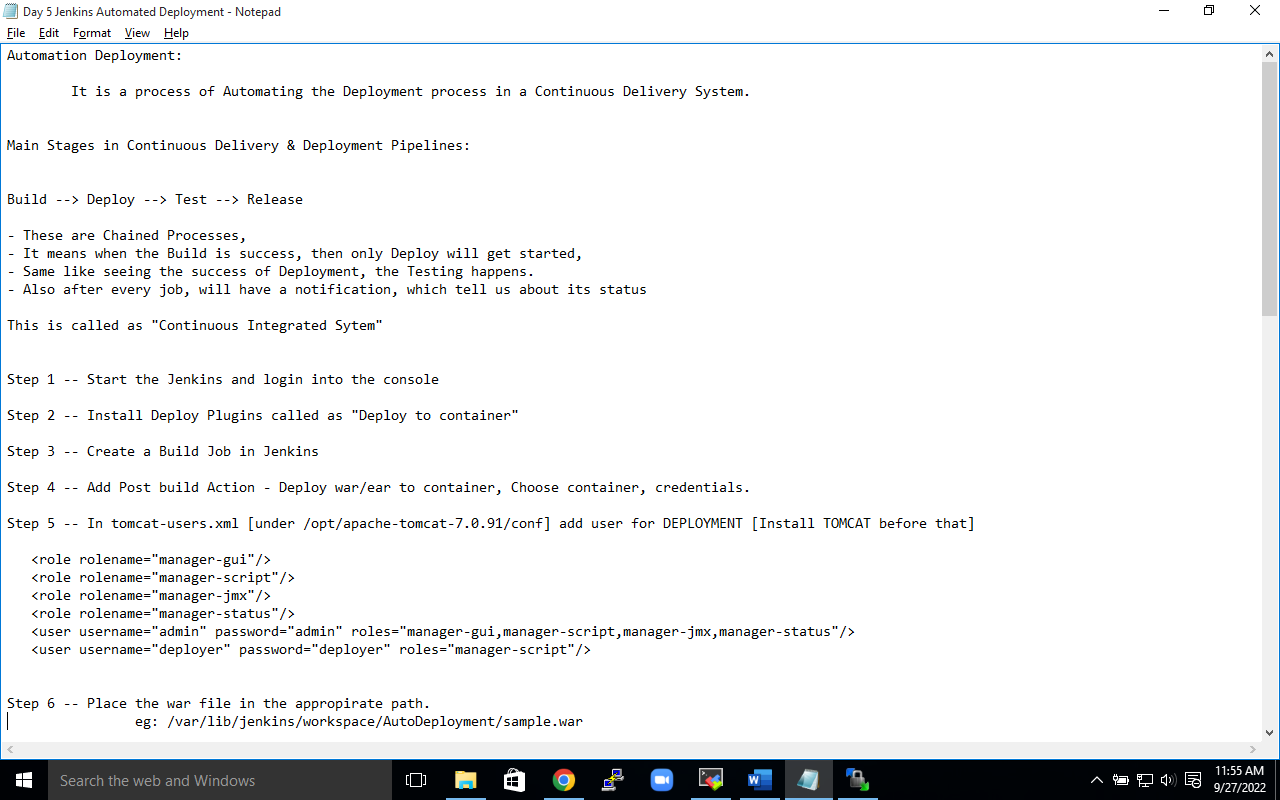 Day 5 Jenkins Automated Deployment - Notepad
File Edit Format View Help
Automation Deployment:
It is a process of Automating the Deployment process in a Continuous Delivery System.
Main Stages in Continuous Delivery & Deployment Pipelines:
Build --> Deploy --> Test --> Release
- These are Chained Processes,
- It means when the Build is success, then only Deploy will get started,
- Same like seeing the success of Deployment, the Testing happens.
- Also after every job, will have a notification, which tell us about its status
This is called as "Continuous Integrated Sytem"
Step 1 -- Start the Jenkins and login into the console
Step 2 -- Install Deploy Plugins called as "Deploy to container"
Step 3 -- Create a Build Job in Jenkins
Step 4 -- Add Post build Action - Deploy war/ear to container, Choose container, credentials.
Step 5 -- In tomcat-users.xml [under /opt/apache-tomcat-7.0.91/conf] add user for DEPLOYMENT [Install TOMCAT before that]
<role rolename="manager-gui"/>
<role rolename="manager-script"/>
<role rolename="manager-jmx"/>
<role rolename="manager-status"/>
<user username="admin" password="admin" roles="manager-gui,manager-script,manager-jmx,manager-status"/>
<user username="deployer" password="deployer" roles="manager-script"/>
Step 6 -- Place the war file in the appropirate path.
eg: /var/lib/jenkins/workspace/AutoDeployment/sample.war
Search the web and Windows
11:55 AM
9/27/2022